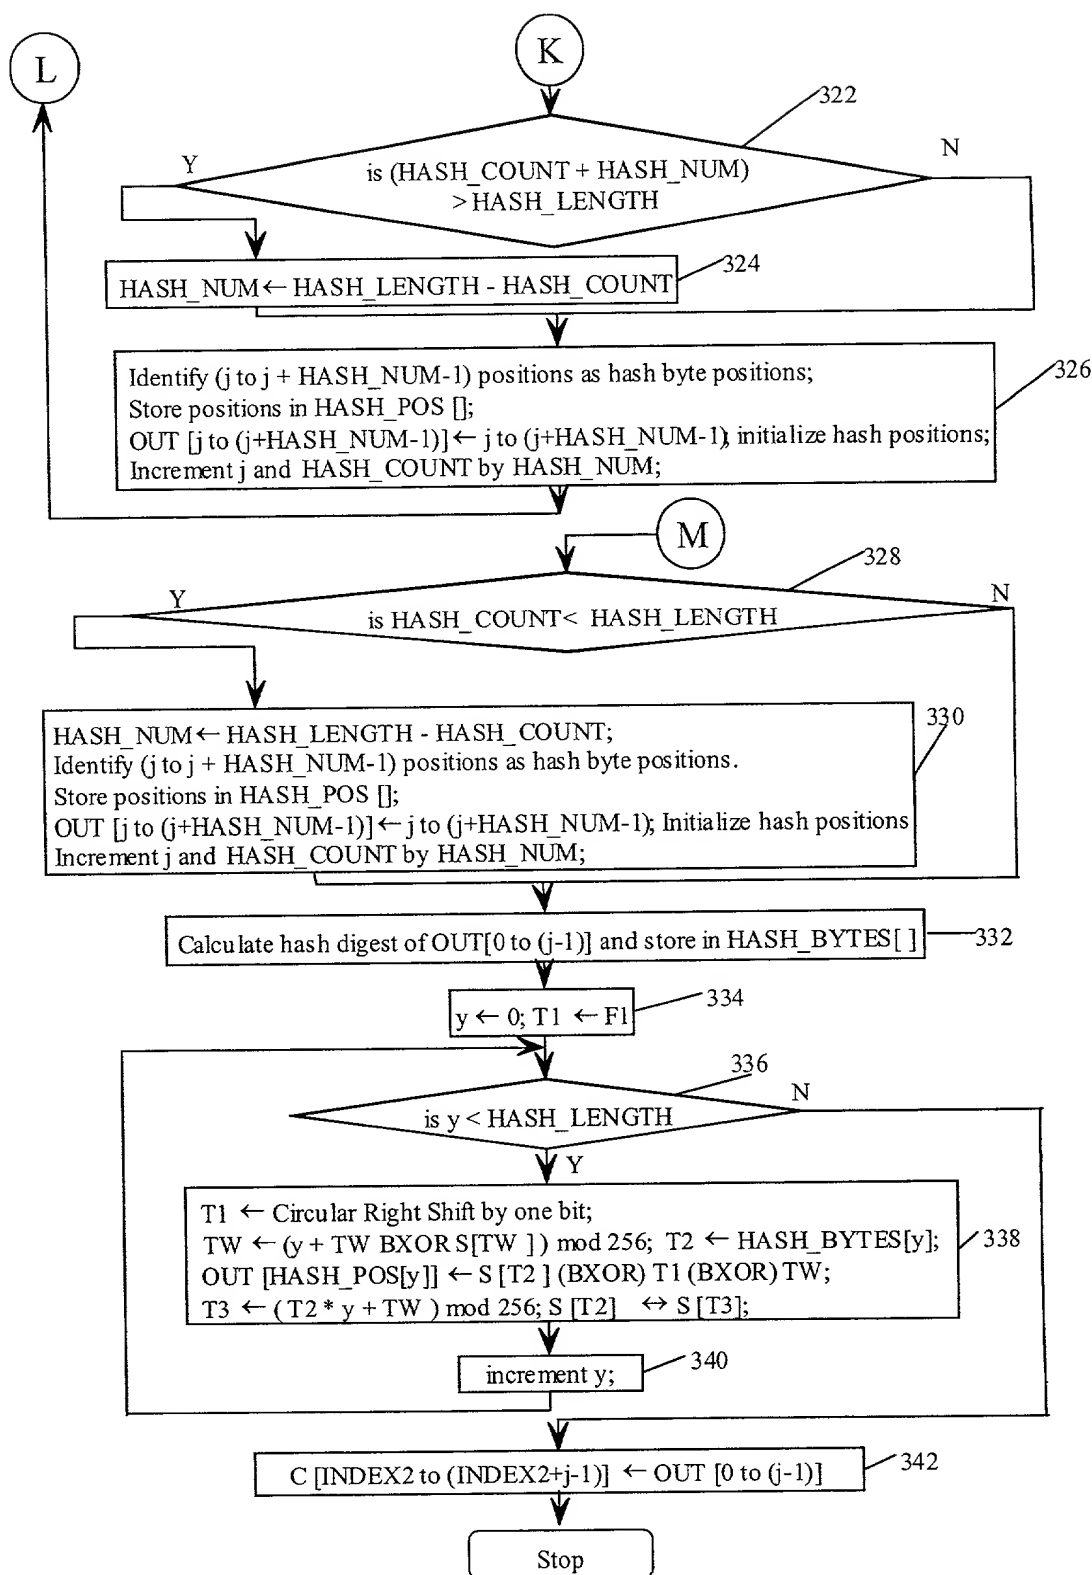 L
K
322
Y
N
is (HASH_COUNT + HASH_NUM)
> HASH_LENGTH
324
HASH_NUM ← HASH_LENGTH - HASH_COUNT
326
Identify (j to j + HASH_NUM-1) positions as hash byte positions;
Store positions in HASH_POS [];
OUT [j to (j+HASH_NUM-1)] ← j to (j+HASH_NUM-1); initialize hash positions;
Increment j and HASH_COUNT by HASH_NUM;
M
328
Y
N
is HASH_COUNT < HASH_LENGTH
330
HASH_NUM ← HASH_LENGTH - HASH_COUNT;
Identify (j to j + HASH_NUM-1) positions as hash byte positions.
Store positions in HASH_POS [];
OUT [j to (j+HASH_NUM-1)] ← j to (j+HASH_NUM-1); Initialize hash positions
Increment j and HASH_COUNT by HASH_NUM;
Calculate hash digest of OUT[0 to (j-1)] and store in HASH_BYTES[ ]
332
334
y ← 0; T1 ← F1
336
N
is y < HASH_LENGTH
Y
T1 ← Circular Right Shift by one bit;
TW ← (y + TW BXOR S[TW ]) mod 256; T2 ← HASH_BYTES[y];
338
OUT [HASH_POS[y]] ← S [T2 ] (BXOR) T1 (BXOR) TW;
T3 ← ( T2 * y + TW ) mod 256; S [T2] ↔ S [T3];
340
increment y;
C [INDEX2 to (INDEX2+j-1)] ← OUT [0 to (j-1)]
342
Stop